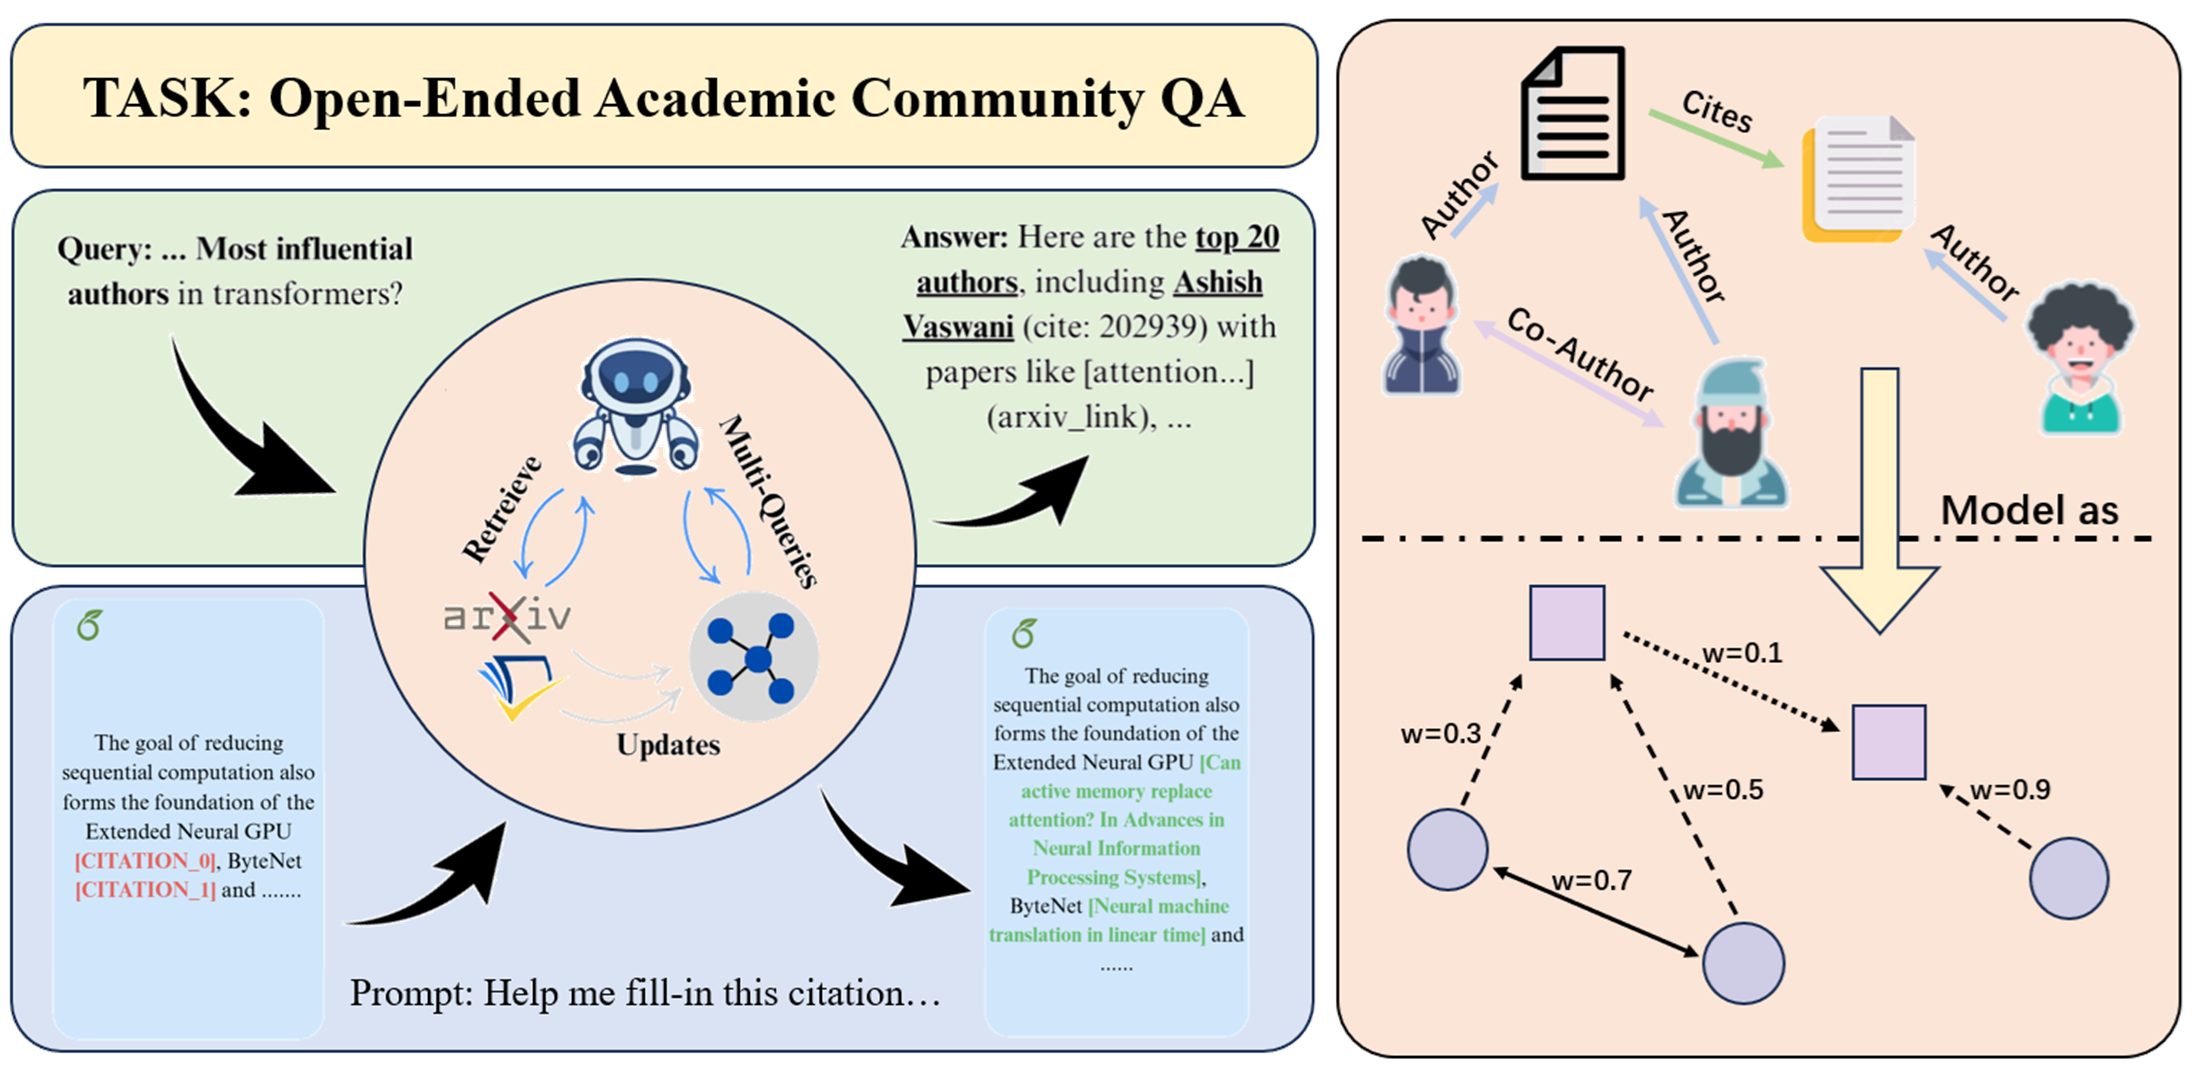 TASK: Open-Ended Academic Community QA
Query: ... Most influential
authors in transformers?
Answer: Here are the top 20
authors, including Ashish
Vaswani (cite: 202939) with
papers like [attention...]
(arxiv_link), ...
Retreieve
Multi-Queries
arXiv
Updates
The goal of reducing
sequential computation also
forms the foundation of the
Extended Neural GPU
[CITATION_0], ByteNet
[CITATION_1] and .......
Prompt: Help me fill-in this citation...
The goal of reducing
sequential computation also
forms the foundation of the
Extended Neural GPU [Can
active memory replace
attention? In Advances in
Neural Information
Processing Systems],
ByteNet [Neural machine
translation in linear time] and
......
Cites
Author
Author
Author
Co-Author
Model as
w=0.1
w=0.3
w=0.5
w=0.9
w=0.7